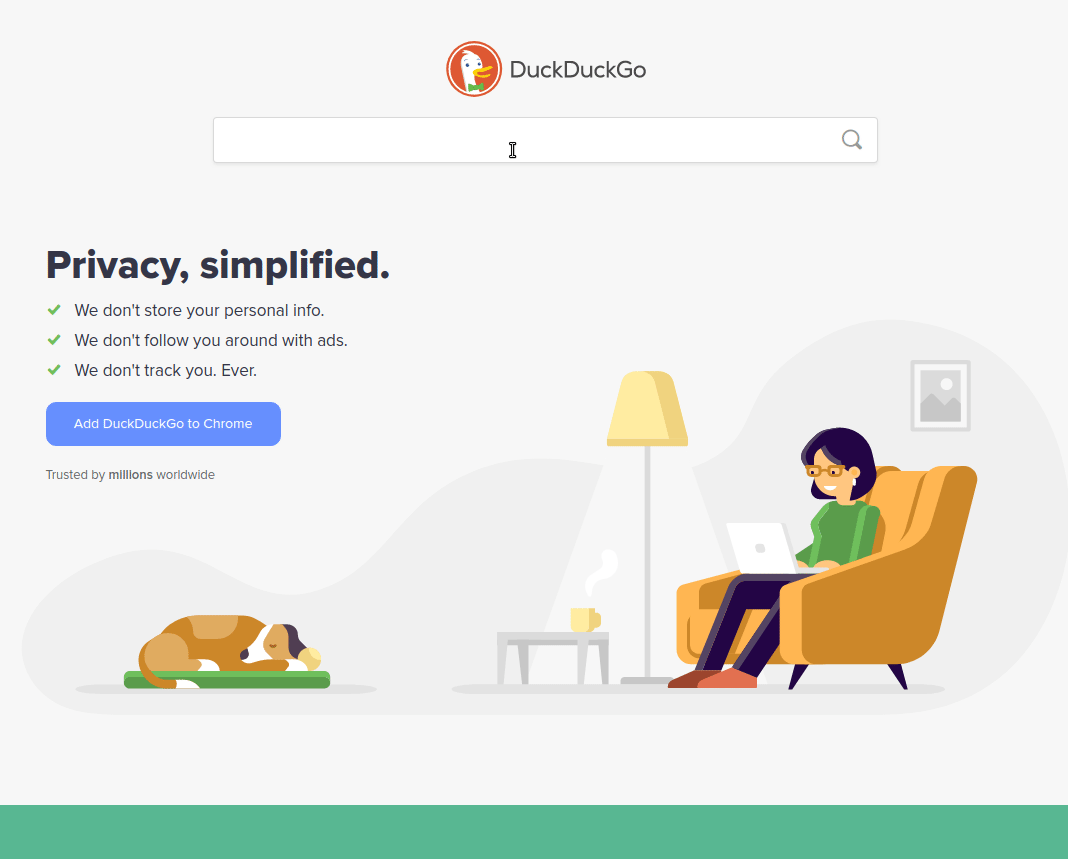 DuckDuckGo
Privacy, simplified.
We don't store your personal info.
We don't follow you around with ads.
We don't track you. Ever.
Add DuckDuckGo to Chrome
Trusted by millions worldwide